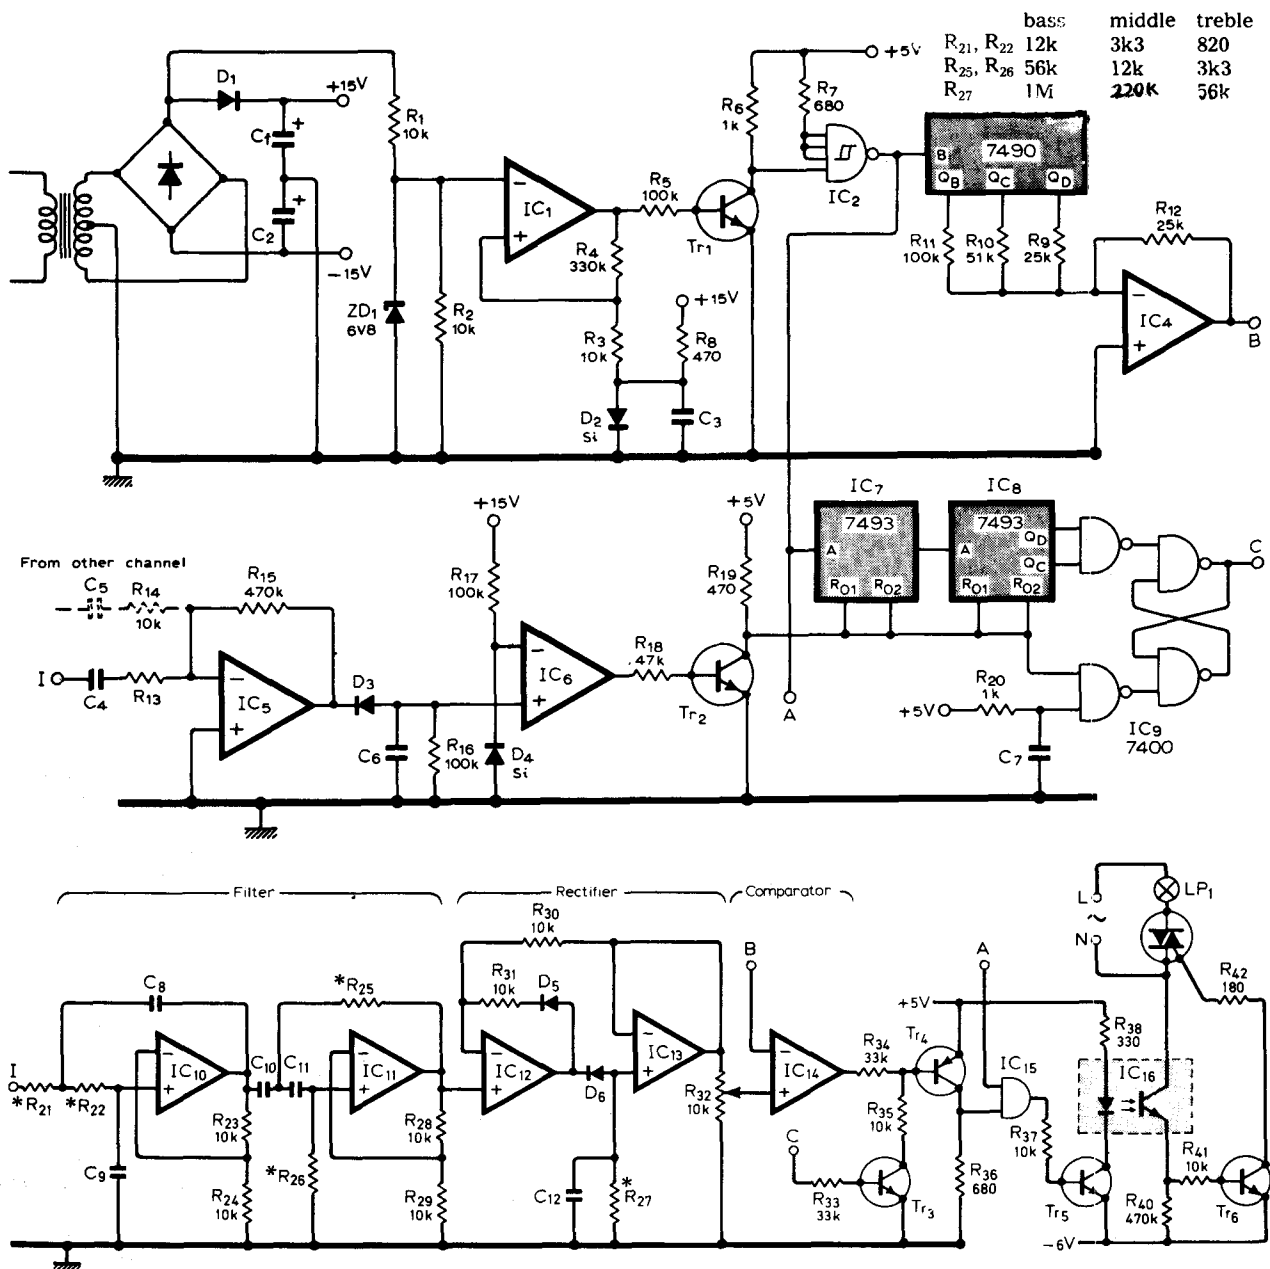 bass middle treble
R21, R22 12k 3k3 820
R25, R26 56k 12k 3k3
R27 1M 220K 56k
D1
+15V
C1
+
C2
+
-15V
R1
10k
ZD1
6V8
R2
10k
-
IC1
+
R5
100k
R4
330k
R3
10k
+15V
R8
470
D2
Si
C3
Tr1
R6
1k
R7
680
+5V
IC2
B
7490
QB QC QD
R11
100k
R10
51k
R9
25k
R12
25k
-
IC4
+
B
From other channel
C5
R14
10k
R15
470k
I
C4
R13
-
IC5
+
D3
C6
R16
100k
+15V
R17
100k
D4
Si
-
IC6
+
R18
47k
Tr2
+5V
R19
470
A
IC7
7493
A
R01 R02
IC8
7493
A
QD
QC
R01 R02
C
+5V
R20
1k
C7
IC9
7400
Filter
Rectifier
Comparator
I
*R21
*R22
C8
C9
-
IC10
+
R23
10k
R24
10k
C10
C11
*R25
*R26
-
IC11
+
R28
10k
R29
10k
R30
10k
R31
10k
D5
-
IC12
+
D6
C12
*
R27
-
IC13
+
R32
10k
B
-
IC14
+
C
R33
33k
R34
33k
R35
10k
Tr3
Tr4
+5V
R36
680
A
IC15
R37
10k
R38
330
IC16
Tr5
-6V
R40
470k
R41
10k
Tr6
R42
180
L
~
N
LP1